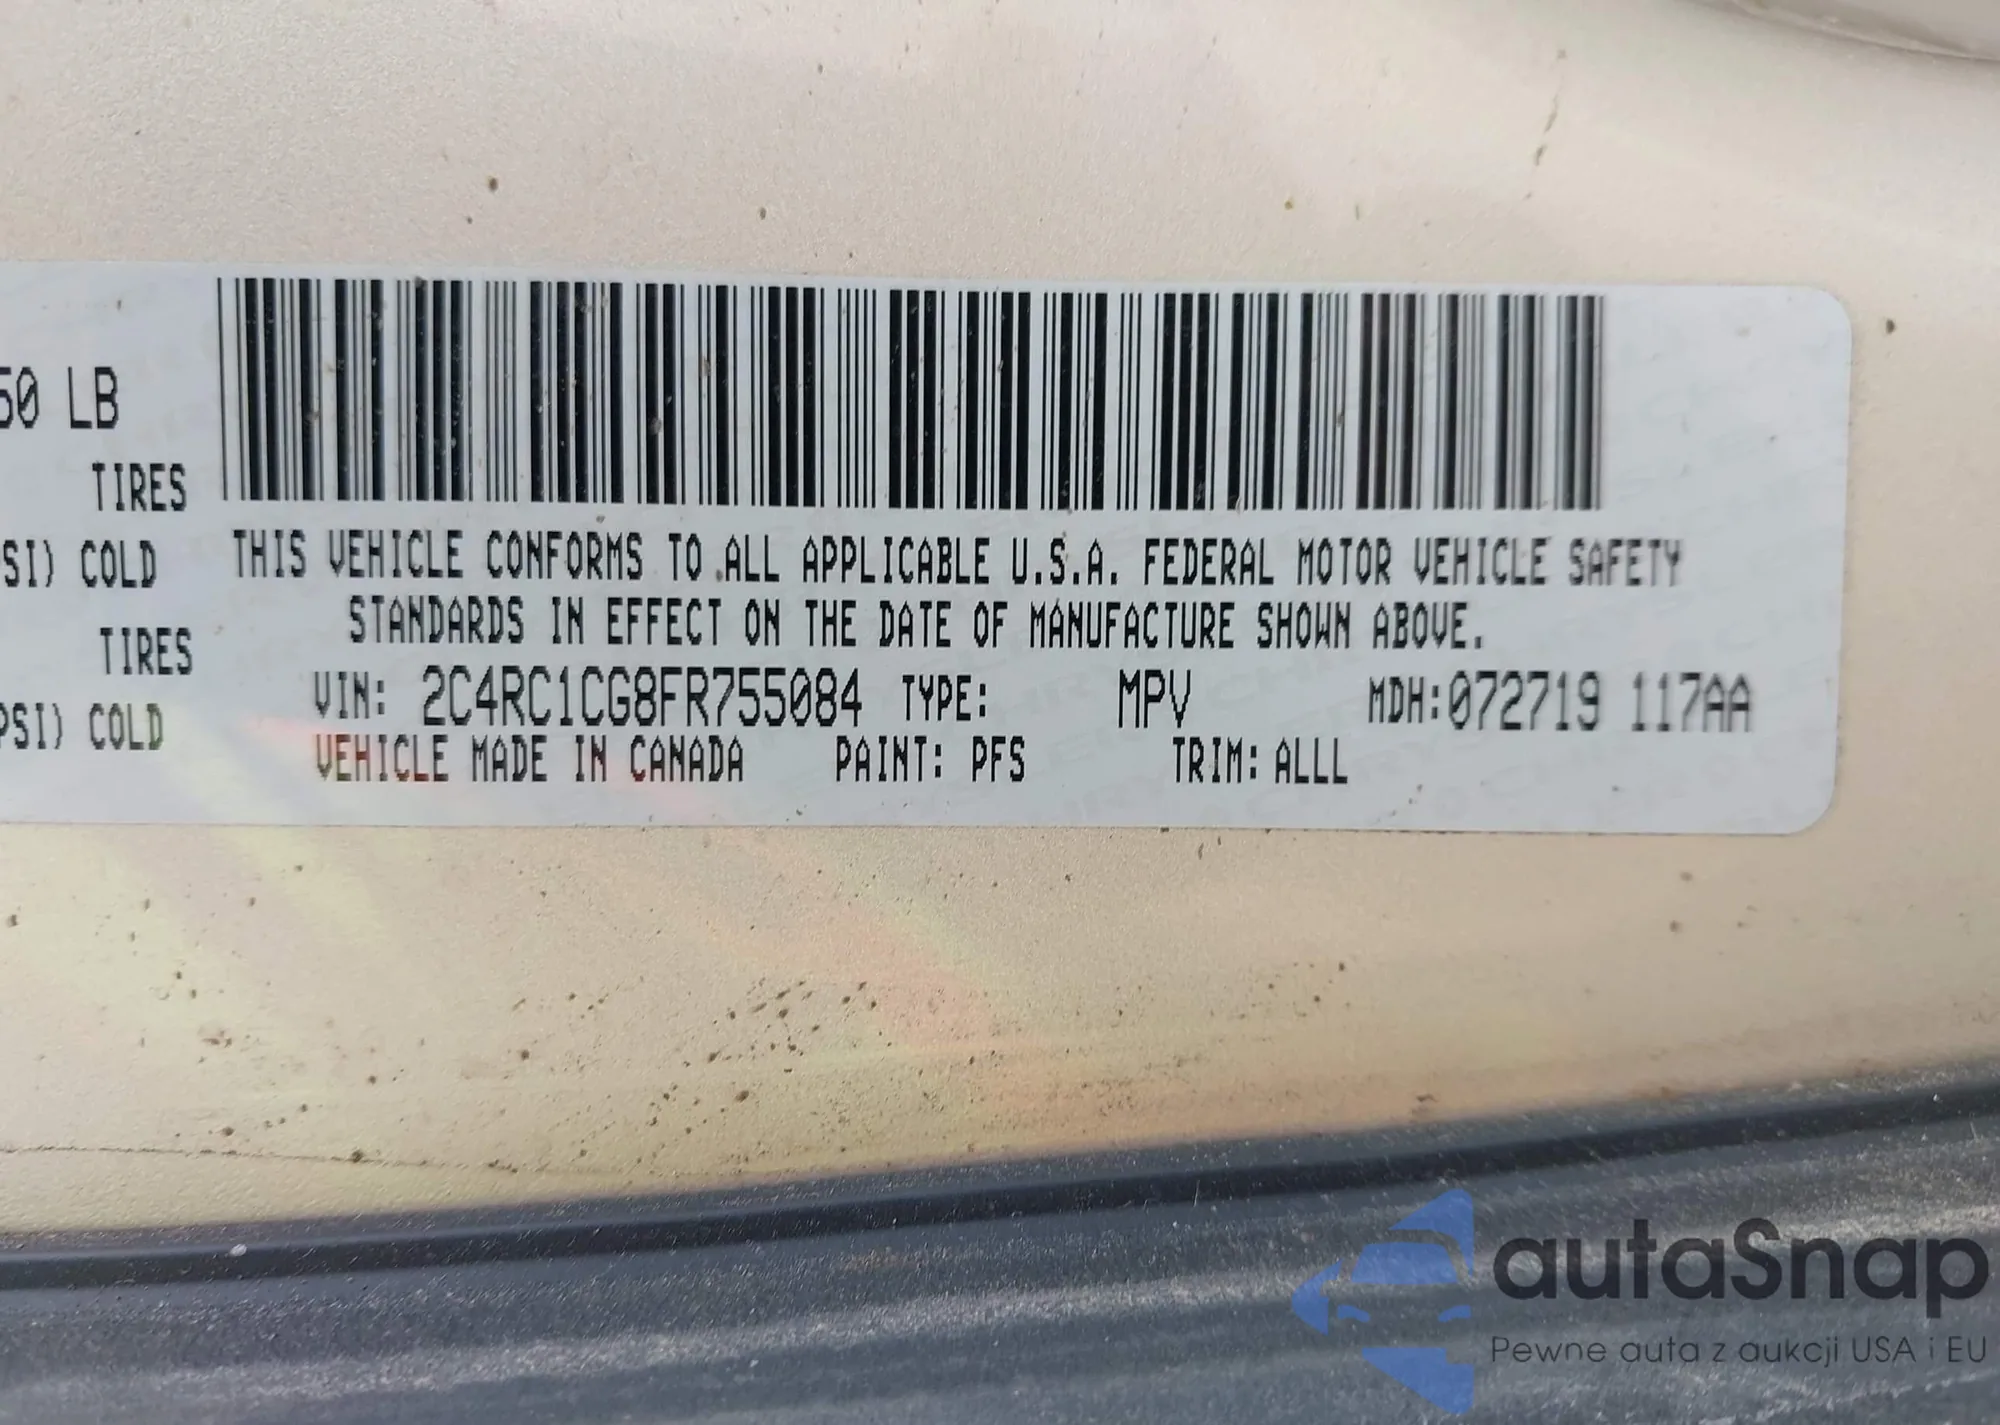 50 LB
TIRES
SI) COLD
TIRES
PSI) COLD
THIS VEHICLE CONFORMS TO ALL APPLICABLE U.S.A. FEDERAL MOTOR VEHICLE SAFETY
STANDARDS IN EFFECT ON THE DATE OF MANUFACTURE SHOWN ABOVE.
VIN: 2C4RC1CG8FR755084 TYPE: MPV MDH:072719 117AA
VEHICLE MADE IN CANADA PAINT: PFS TRIM: ALLL
autaSnap
Pewne auta z aukcji USA i EU